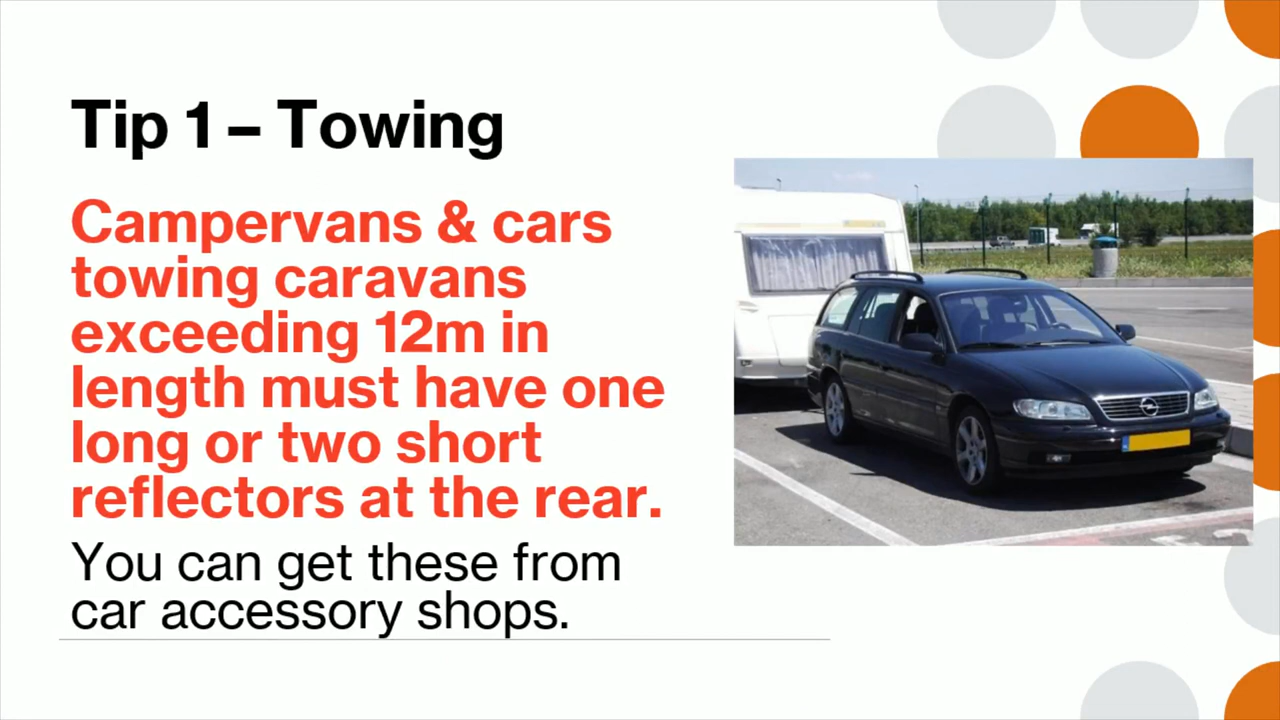 Tip 1 – Towing
Campervans & cars
towing caravans
exceeding 12m in
length must have one
long or two short
reflectors at the rear.
You can get these from
car accessory shops.